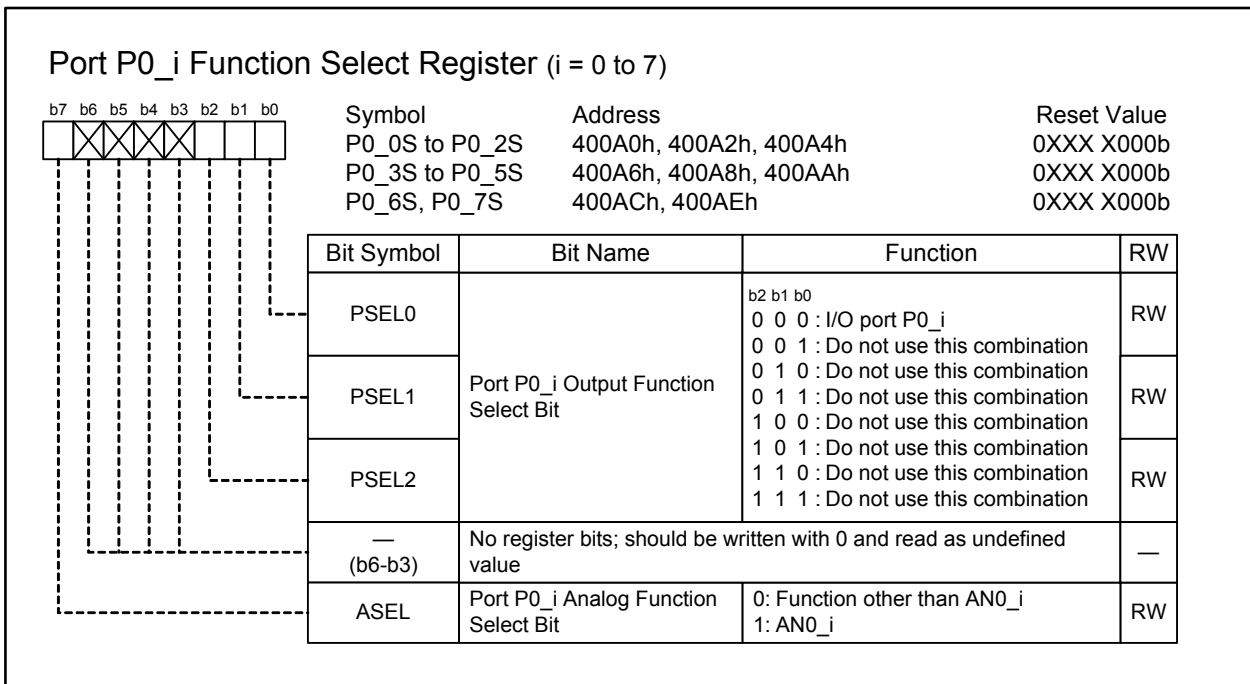 Port P0_i Function Select Register (i = 0 to 7)
b7 b6 b5 b4 b3 b2 b1 b0
Symbol Address Reset Value
P0_0S to P0_2S 400A0h, 400A2h, 400A4h 0XXX X000b
P0_3S to P0_5S 400A6h, 400A8h, 400AAh 0XXX X000b
P0_6S, P0_7S 400ACh, 400AEh 0XXX X000b
Bit Symbol Bit Name Function RW
PSEL0 RW
PSEL1 RW
PSEL2 RW
Port P0_i Output Function
Select Bit
b2 b1 b0
0 0 0 : I/O port P0_i
0 0 1 : Do not use this combination
0 1 0 : Do not use this combination
0 1 1 : Do not use this combination
1 0 0 : Do not use this combination
1 0 1 : Do not use this combination
1 1 0 : Do not use this combination
1 1 1 : Do not use this combination
—
(b6-b3)
No register bits; should be written with 0 and read as undefined
value
—
ASEL
Port P0_i Analog Function
Select Bit
0: Function other than AN0_i
1: AN0_i
RW